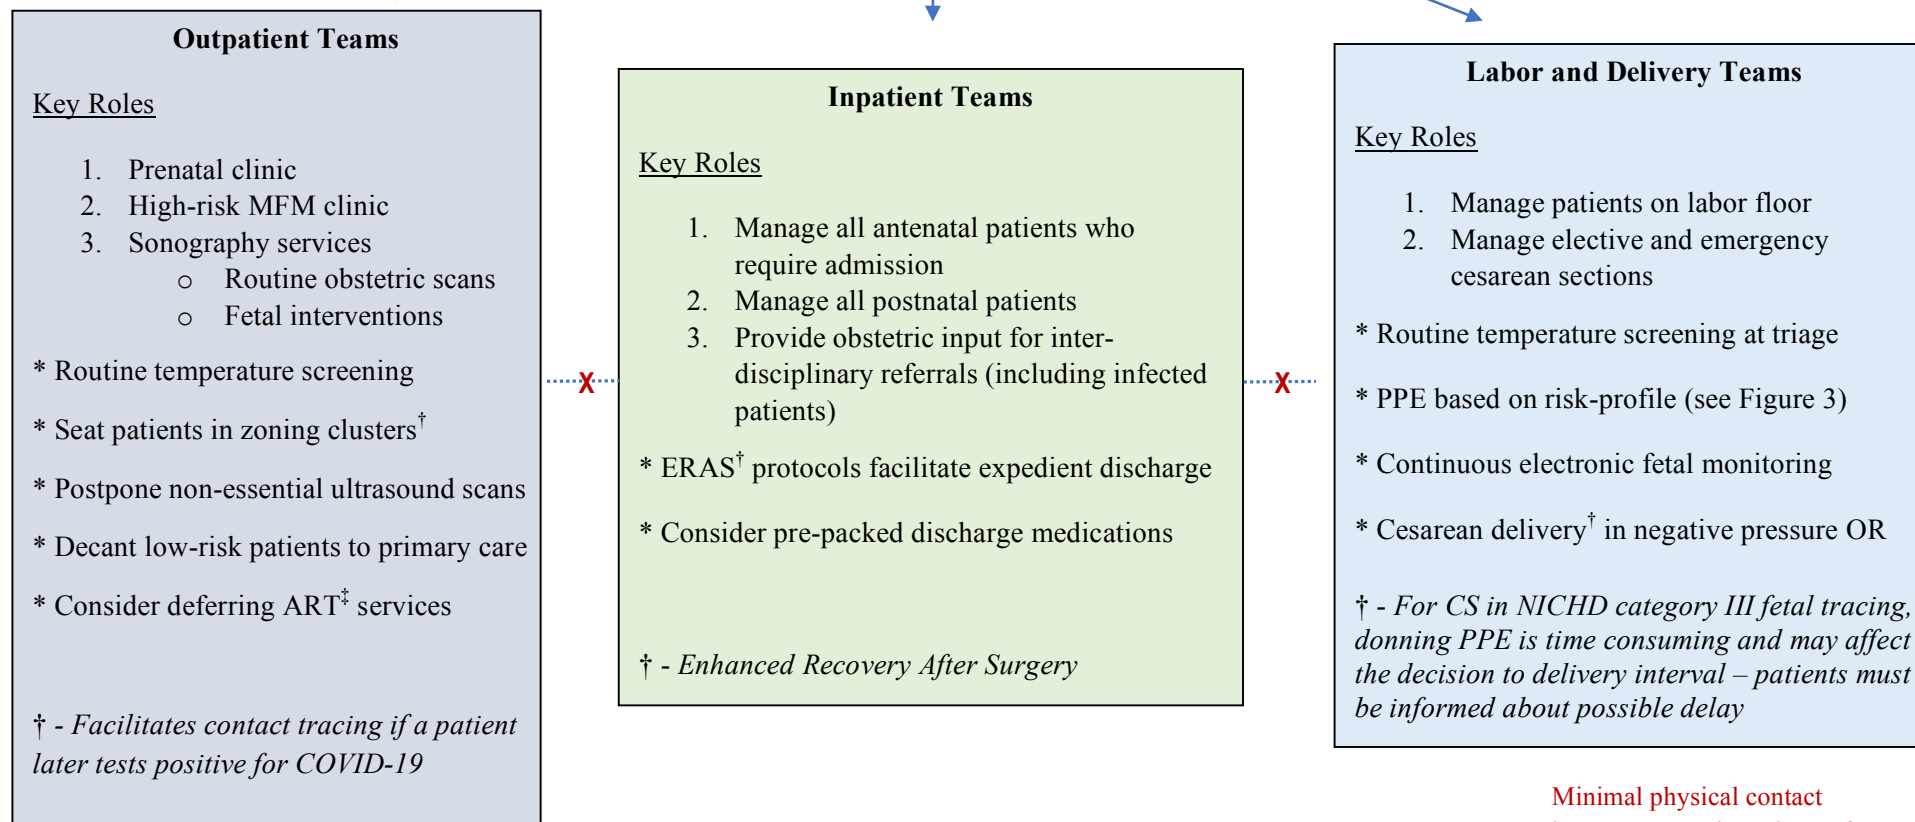 Outpatient Teams
Key Roles
1. Prenatal clinic
2. High-risk MFM clinic
3. Sonography services
o Routine obstetric scans
o Fetal interventions
* Routine temperature screening
* Seat patients in zoning clusters†
* Postpone non-essential ultrasound scans
* Decant low-risk patients to primary care
* Consider deferring ART‡ services
† - Facilitates contact tracing if a patient
later tests positive for COVID-19
X
Inpatient Teams
Key Roles
1. Manage all antenatal patients who
require admission
2. Manage all postnatal patients
3. Provide obstetric input for inter-
disciplinary referrals (including infected
patients)
* ERAS† protocols facilitate expedient discharge
* Consider pre-packed discharge medications
† - Enhanced Recovery After Surgery
X
Labor and Delivery Teams
Key Roles
1. Manage patients on labor floor
2. Manage elective and emergency
cesarean sections
* Routine temperature screening at triage
* PPE based on risk-profile (see Figure 3)
* Continuous electronic fetal monitoring
* Cesarean delivery† in negative pressure OR
† - For CS in NICHD category III fetal tracing,
donning PPE is time consuming and may affect
the decision to delivery interval – patients must
be informed about possible delay
Minimal physical contact